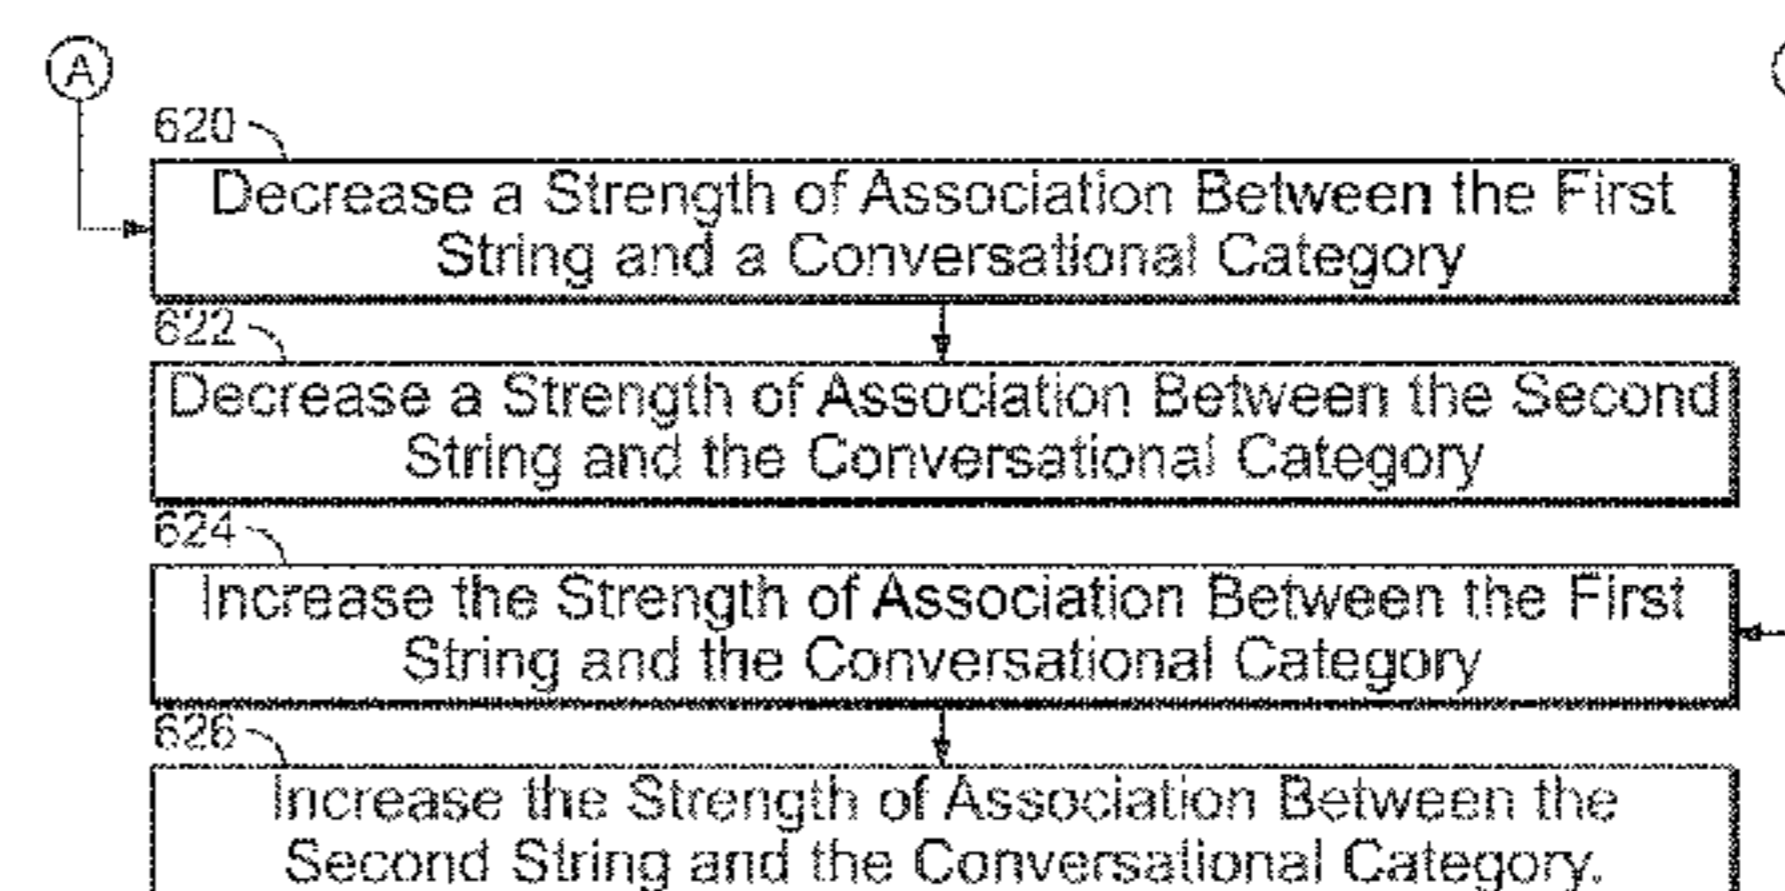 A
620
Decrease a Strength of Association Between the First
String and a Conversational Category
622
Decrease a Strength of Association Between the Second
String and the Conversational Category
624
Increase the Strength of Association Between the First
String and the Conversational Category
626
Increase the Strength of Association Between the
Second String and the Conversational Category.